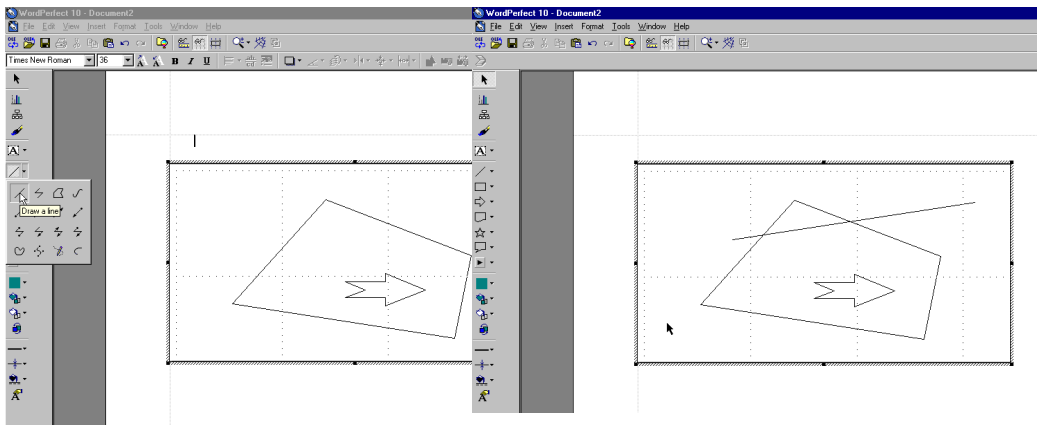 WordPerfect 10 - Document2
File Edit View Insert Format Tools Window Help
Times New Roman 36 A A B I U
A
Draw a line
A
WordPerfect 10 - Document2
File Edit View Insert Format Tools Window Help
A
A